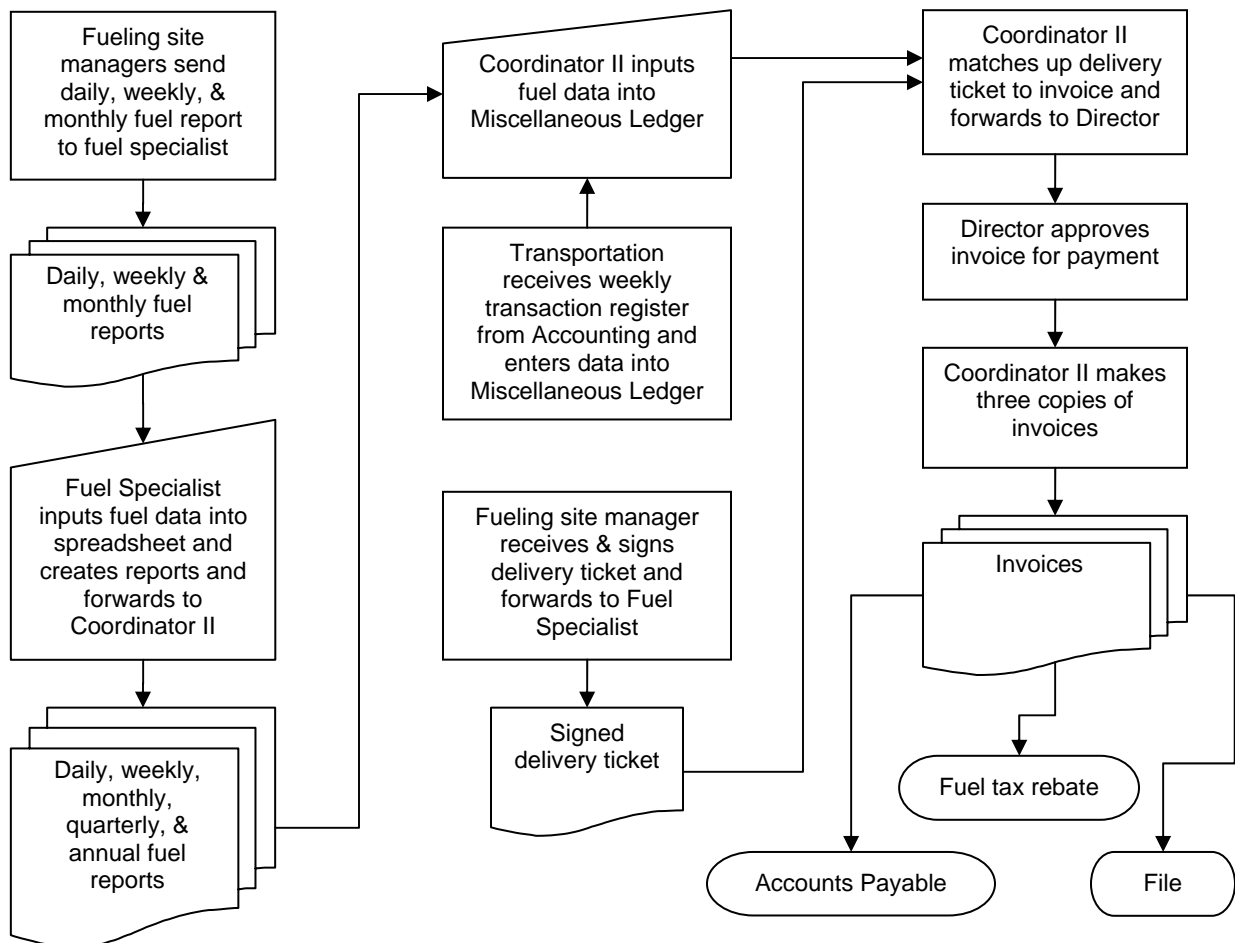 Fueling site
managers send
daily, weekly, &
monthly fuel report
to fuel specialist
Daily, weekly &
monthly fuel
reports
Fuel Specialist
inputs fuel data into
spreadsheet and
creates reports and
forwards to
Coordinator II
Daily, weekly,
monthly,
quarterly, &
annual fuel
reports
Coordinator II inputs
fuel data into
Miscellaneous Ledger
Transportation
receives weekly
transaction register
from Accounting and
enters data into
Miscellaneous Ledger
Fueling site manager
receives & signs
delivery ticket and
forwards to Fuel
Specialist
Signed
delivery ticket
Coordinator II
matches up delivery
ticket to invoice and
forwards to Director
Director approves
invoice for payment
Coordinator II makes
three copies of
invoices
Invoices
Fuel tax rebate
Accounts Payable
File